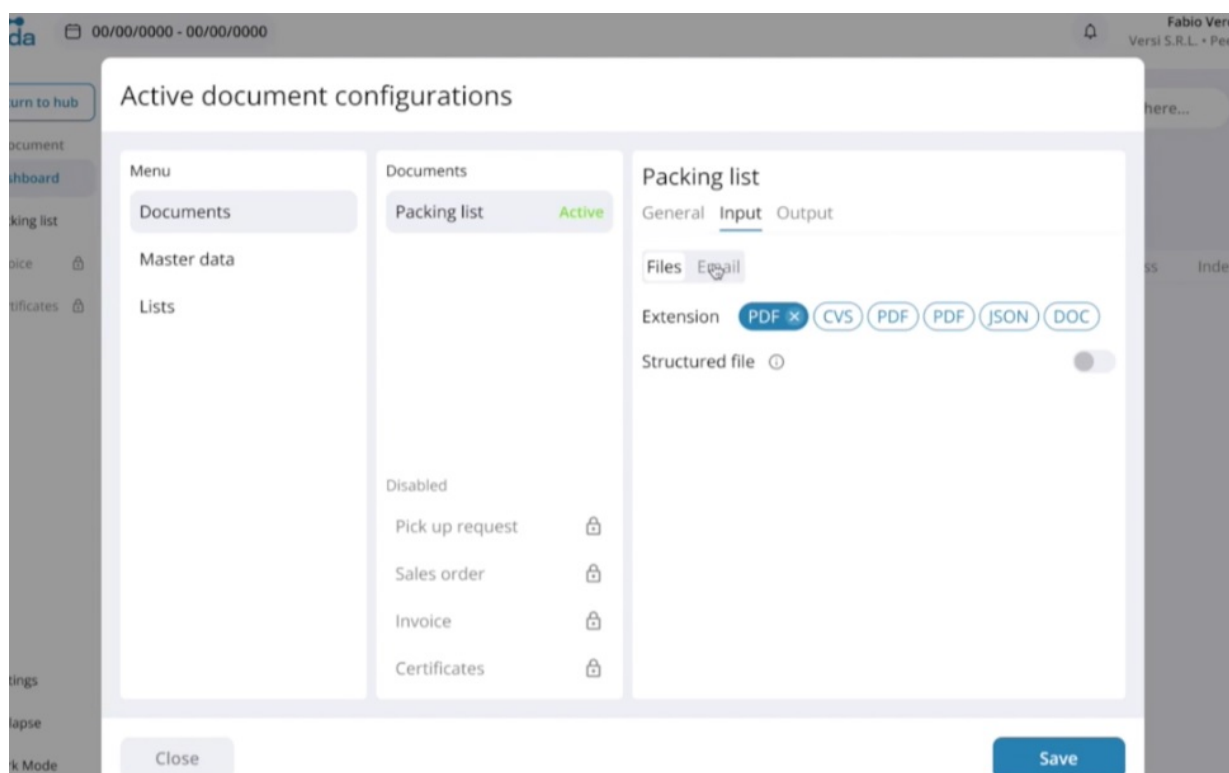 da
00/00/0000 - 00/00/0000
Fabio Ver
Versi S.R.L. • Pee
urn to hub
here...
ocument
shboard
king list
oice
tificates
ss
Inde
tings
lapse
k Mode
Active document configurations
Menu
Documents
Master data
Lists
Documents
Packing list
Active
Disabled
Pick up request
Sales order
Invoice
Certificates
Packing list
General Input Output
Files Email
Extension PDF × CVS PDF PDF JSON DOC
Structured file
Close
Save